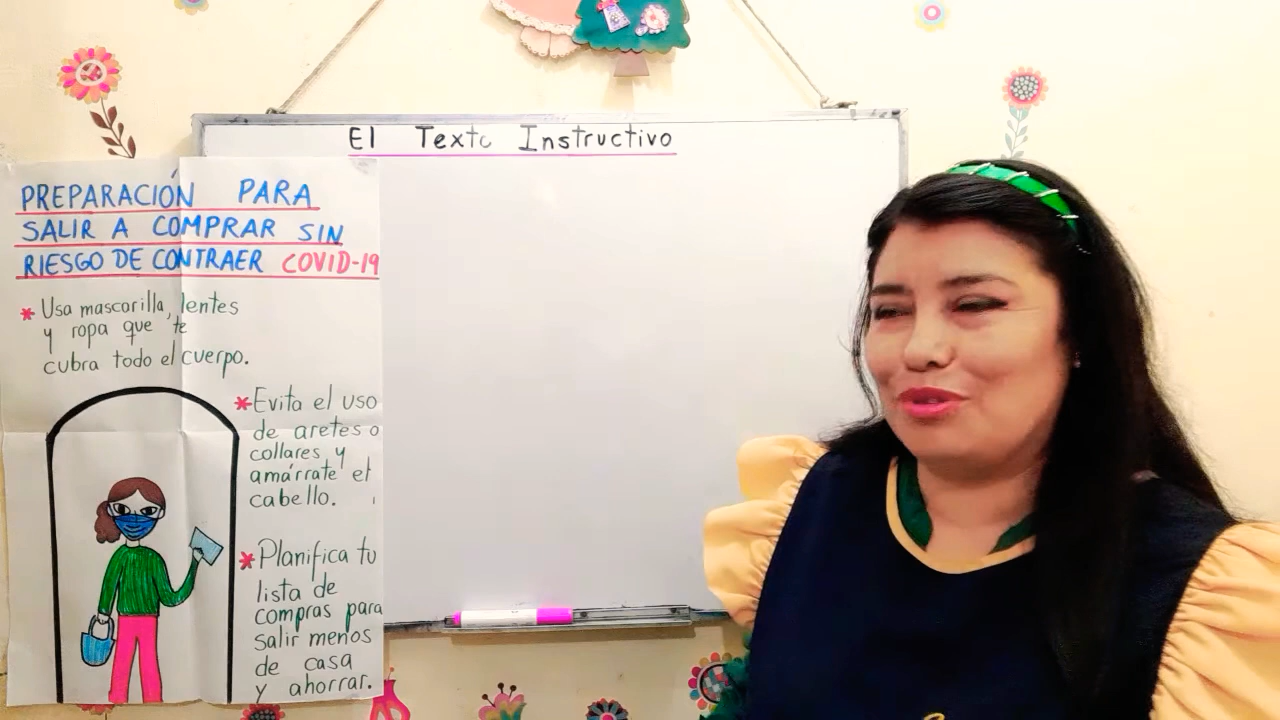 El Texto Instructivo
PREPARACIÓN PARA
SALIR A COMPRAR SIN
RIESGO DE CONTRAER COVID-19
* Usa mascarilla, lentes
y ropa que te
cubra todo el cuerpo.
* Evita el uso
de aretes o
collares y
amárrate el
cabello.
* Planifica tu
lista de
compras para
salir menos
de casa
y ahorrar.